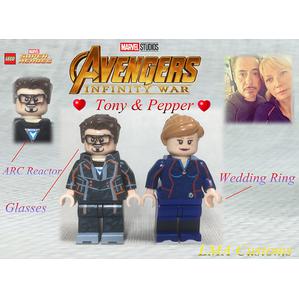 LEGO
MARVEL
SUPER HEROES
MARVEL STUDIOS
AVENGERS
INFINITY WAR
Tony & Pepper
ARC Reactor
Glasses
Wedding Ring
LMA Customs